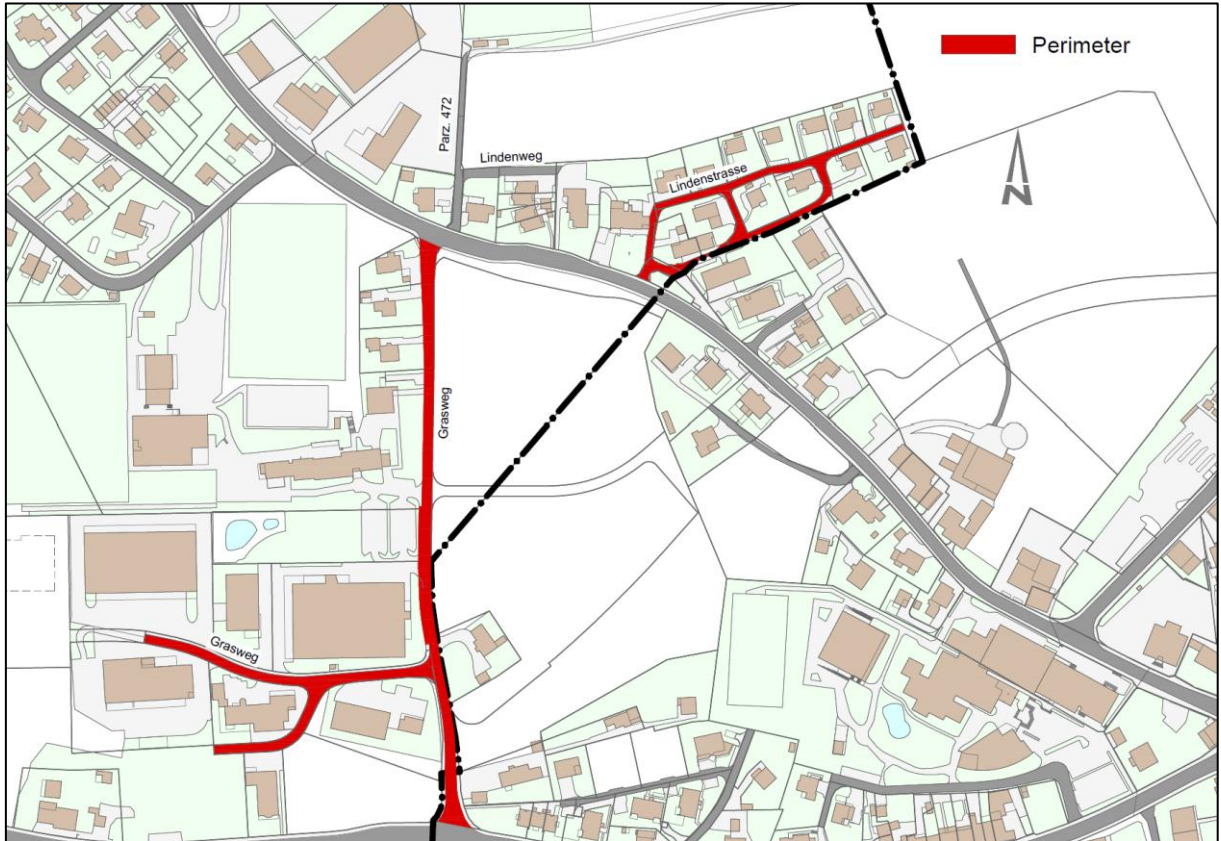 Perimeter
Parz. 472
Lindenweg
Lindenstrasse
N
Grasweg
Grasweg